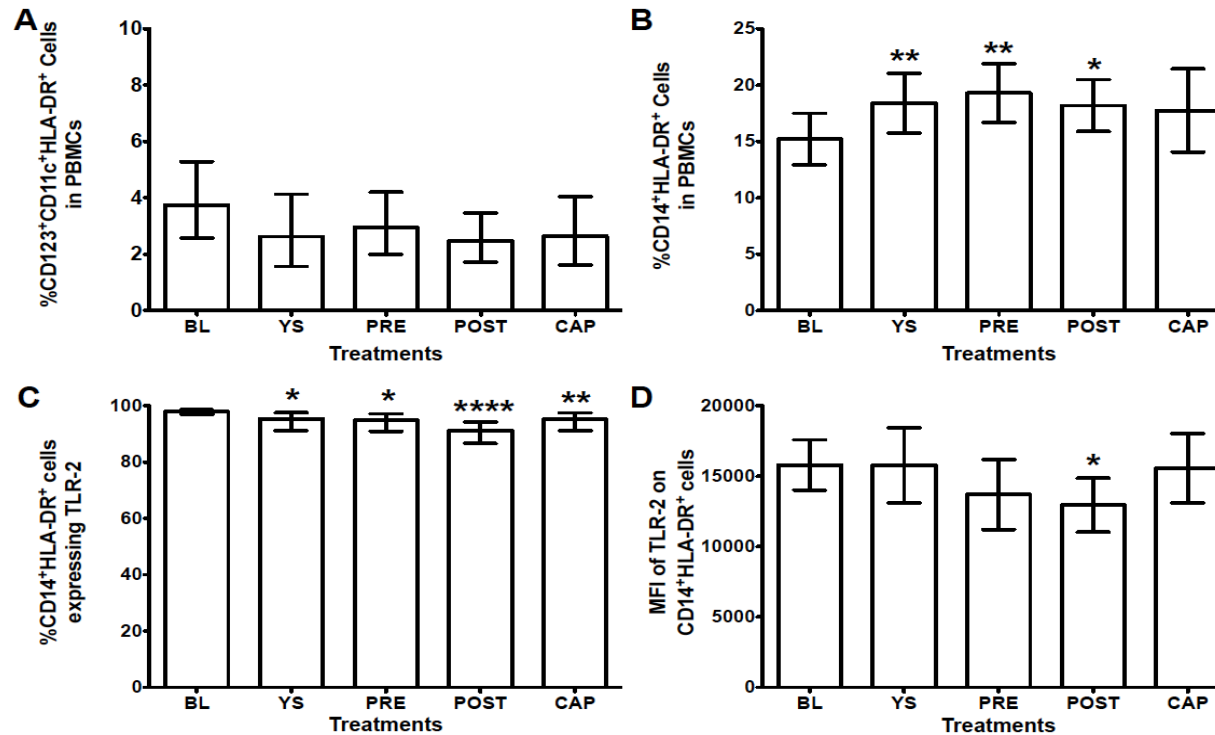 A
%CD123⁺CD11c⁺HLA-DR⁺ Cells
in PBMCs
10
8
6
4
2
0
BL YS PRE POST CAP
Treatments
B
%CD14⁺HLA-DR⁺ Cells
in PBMCs
25
20
15
10
5
0
** ** *
BL YS PRE POST CAP
Treatments
C
%CD14⁺HLA-DR⁺ cells
expressing TLR-2
100
80
60
40
20
0
* * **** **
BL YS PRE POST CAP
Treatments
D
MFI of TLR-2 on
CD14⁺HLA-DR⁺ cells
20000
15000
10000
5000
0
*
BL YS PRE POST CAP
Treatments